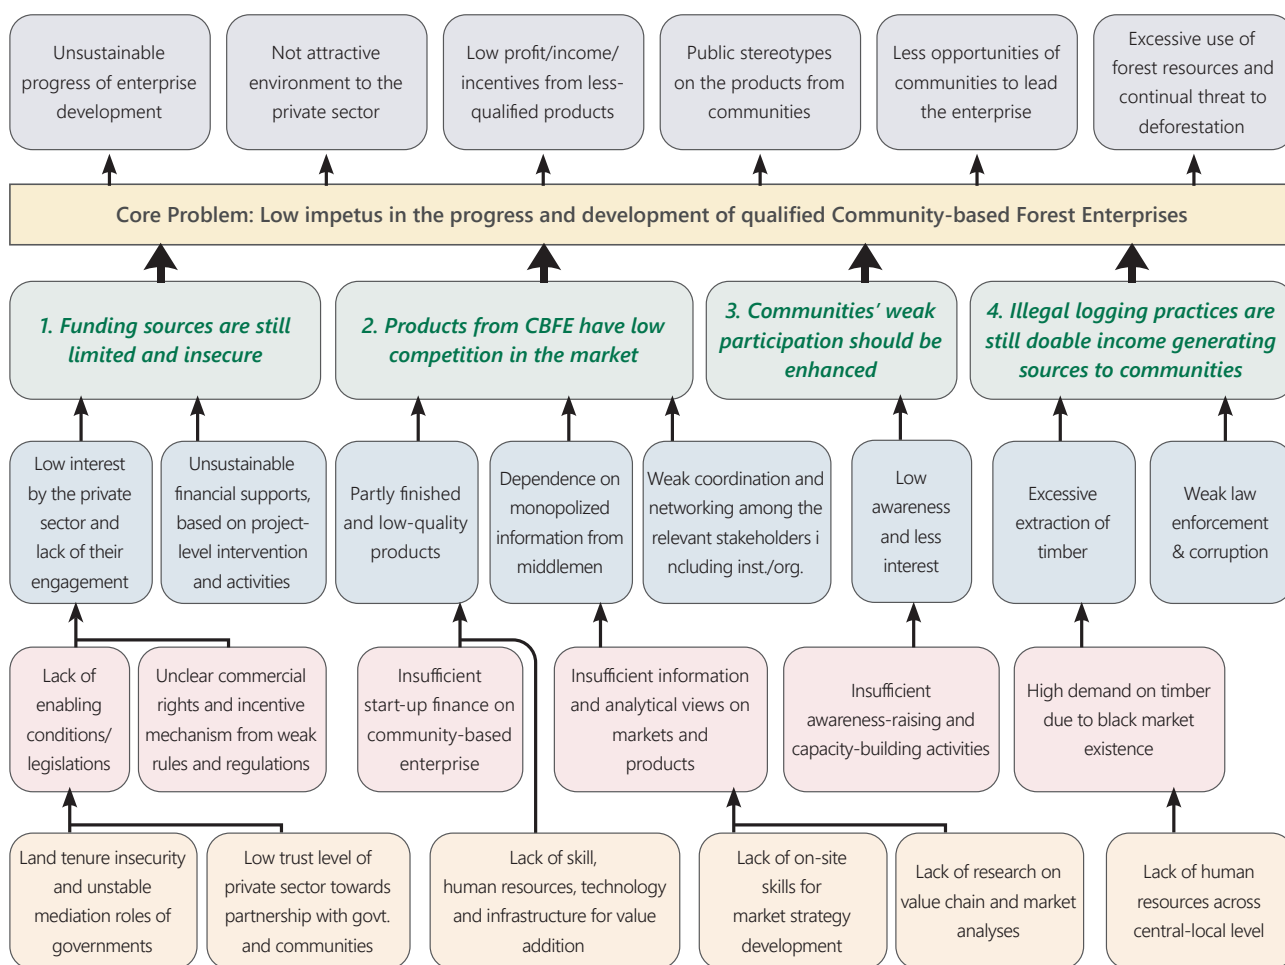 Unsustainable
progress of enterprise
development
Not attractive
environment to the
private sector
Low profit/income/
incentives from less-
qualified products
Public stereotypes
on the products from
communities
Less opportunities of
communities to lead
the enterprise
Excessive use of
forest resources and
continual threat to
deforestation
Core Problem: Low impetus in the progress and development of qualified Community-based Forest Enterprises
1. Funding sources are still
limited and insecure
2. Products from CBFE have low
competition in the market
3. Communities’ weak
participation should be
enhanced
4. Illegal logging practices are
still doable income generating
sources to communities
Low interest
by the private
sector and
lack of their
engagement
Unsustainable
financial supports,
based on project-
level intervention
and activities
Partly finished
and low-quality
products
Dependence on
monopolized
information from
middlemen
Weak coordination and
networking among the
relevant stakeholders i
ncluding inst./org.
Low
awareness
and less
interest
Excessive
extraction of
timber
Weak law
enforcement
& corruption
Lack of
enabling
conditions/
legislations
Unclear commercial
rights and incentive
mechanism from weak
rules and regulations
Insufficient
start-up finance on
community-based
enterprise
Insufficient information
and analytical views on
markets and
products
Insufficient
awareness-raising and
capacity-building activities
High demand on timber
due to black market
existence
Land tenure insecurity
and unstable
mediation roles of
governments
Low trust level of
private sector towards
partnership with govt.
and communities
Lack of skill,
human resources, technology
and infrastructure for value
addition
Lack of on-site
skills for
market strategy
development
Lack of research on
value chain and market
analyses
Lack of human
resources across
central-local level